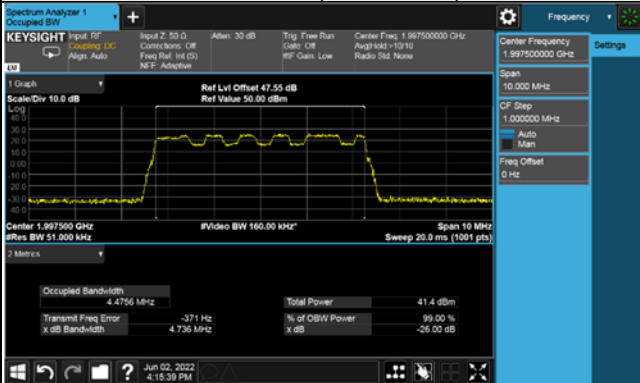 Spectrum Analyzer 1
Occupied BW
+
Frequency
KEYSIGHT
Input: RF
Coupling: DC
Align: Auto
Input Z: 50 Ω
Corrections: Off
Freq Ref: Int (S)
NFE: Adaptive
Atten: 30 dB
Trig: Free Run
Gate: Off
#IF Gain: Low
Center Freq: 1.997500000 GHz
Avg|Hold:>10/10
Radio Std: None
Center Frequency
1.997500000 GHz
Settings
Span
10.000 MHz
CF Step
1.000000 MHz
Auto
Man
Freq Offset
0 Hz
1 Graph
Scale/Div 10.0 dB
Ref Lvl Offset 47.55 dB
Ref Value 50.00 dBm
Log
40.0
30.0
20.0
10.0
0.00
-10.0
-20.0
-30.0
-40.0
Center 1.997500 GHz
#Res BW 51.000 kHz
#Video BW 160.00 kHz*
Span 10 MHz
Sweep 20.0 ms (1001 pts)
2 Metrics
Occupied Bandwidth
4.4756 MHz
Total Power 41.4 dBm
Transmit Freq Error -371 Hz
% of OBW Power 99.00 %
x dB Bandwidth 4.736 MHz
x dB -26.00 dB
?
Jun 02, 2022
4:15:39 PM